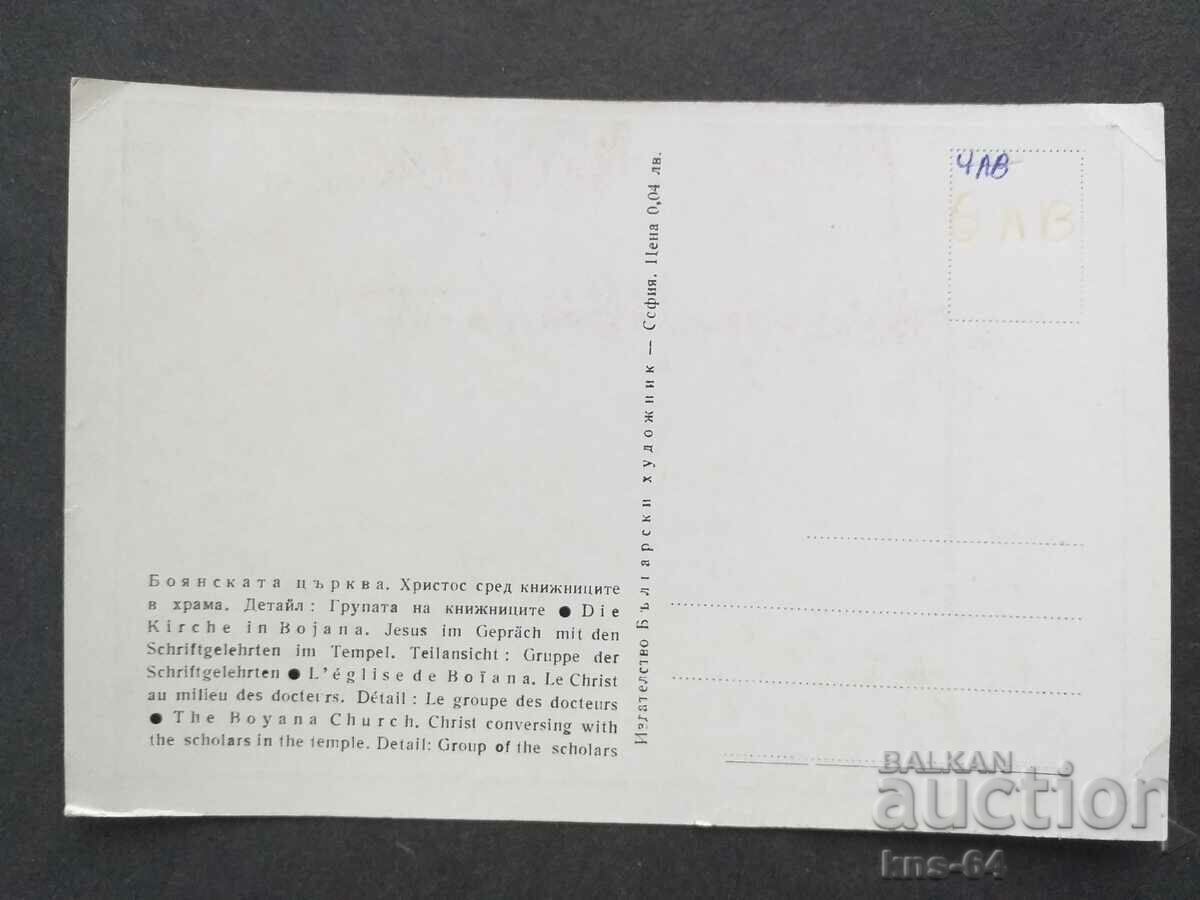 Боянската църква. Христос сред книжниците
в храма. Детайл : Групата на книжниците ● Die
Kirche in Bojana. Jesus im Gepräch mit den
Schriftgelehrten im Tempel. Teilansicht : Gruppe der
Schriftgelehrten ● L'église de Boïana. Le Christ
au milieu des docteurs. Détail : Le groupe des docteurs
● The Boyana Church. Christ conversing with
the scholars in the temple. Detail: Group of the scholars
Издателство Български художник — София. Цена 0,04 лв.
4лв
6 лв
BALKAN
auction
kns-64